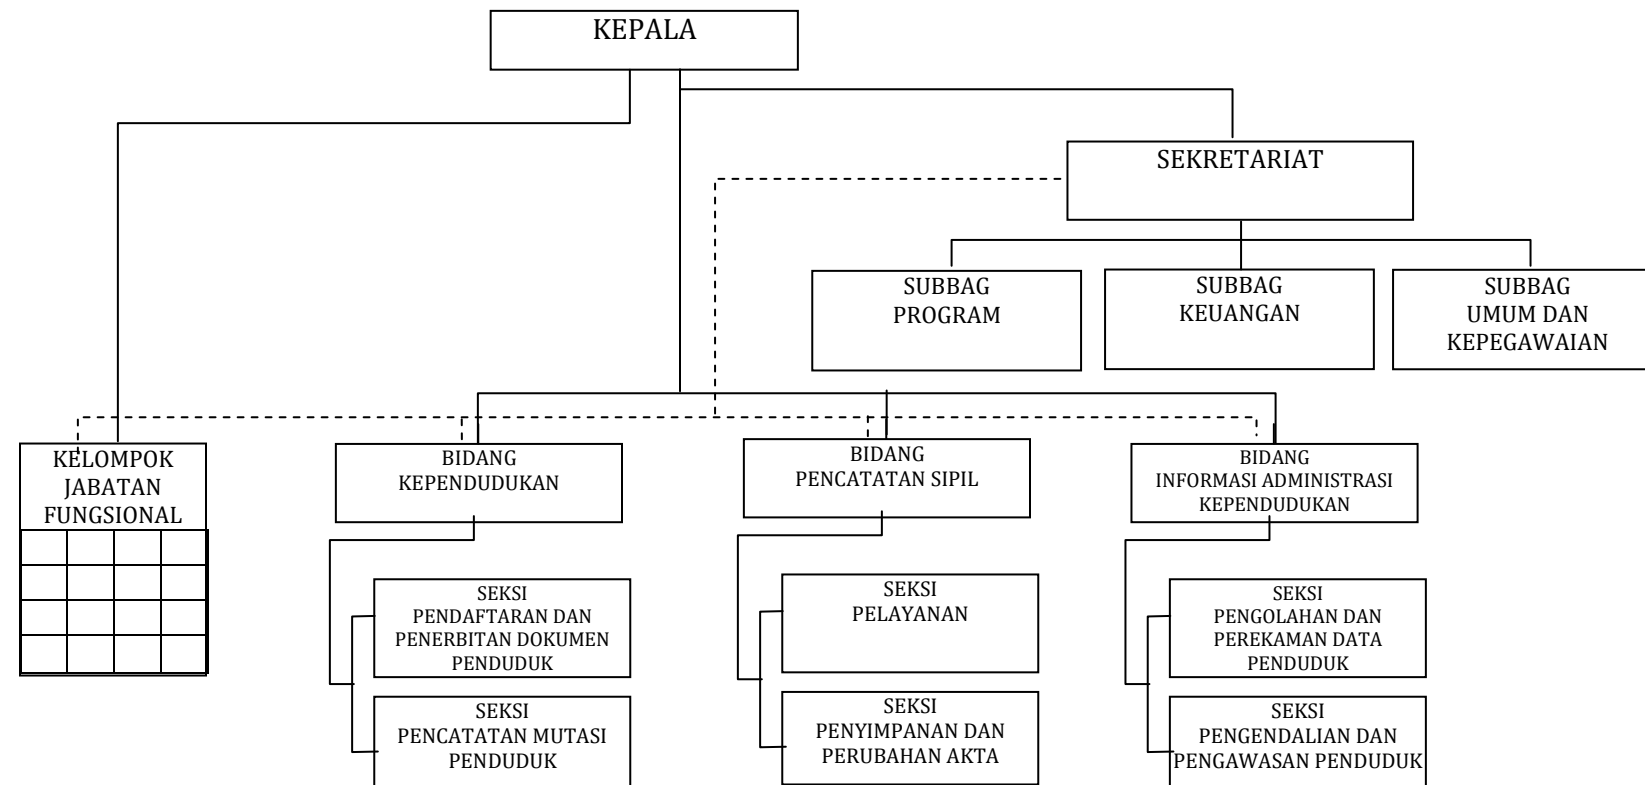 KEPALA
SEKRETARIAT
SUBBAG
PROGRAM
SUBBAG
KEUANGAN
SUBBAG
UMUM DAN
KEPEGAWAIAN
KELOMPOK
JABATAN
FUNGSIONAL
BIDANG
KEPENDUDUKAN
BIDANG
PENCATATAN SIPIL
BIDANG
INFORMASI ADMINISTRASI
KEPENDUDUKAN
SEKSI
PENDAFTARAN DAN
PENERBITAN DOKUMEN
PENDUDUK
SEKSI
PELAYANAN
SEKSI
PENGOLAHAN DAN
PEREKAMAN DATA
PENDUDUK
SEKSI
PENCATATAN MUTASI
PENDUDUK
SEKSI
PENYIMPANAN DAN
PERUBAHAN AKTA
SEKSI
PENGENDALIAN DAN
PENGAWASAN PENDUDUK